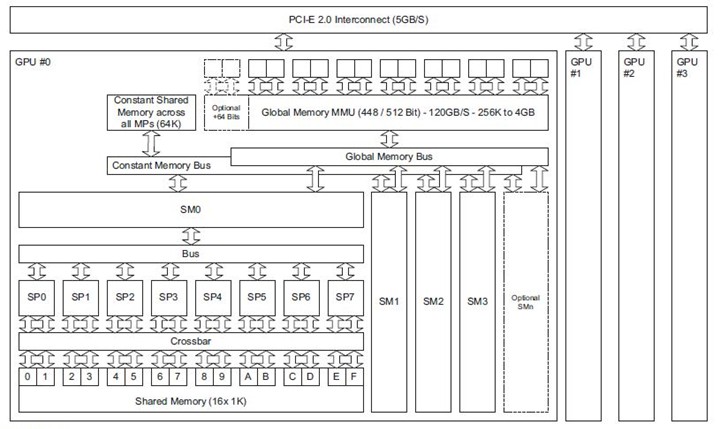 PCI-E 2.0 Interconnect (5GB/S)
GPU #0
GPU
#1
GPU
#2
GPU
#3
Constant Shared
Memory across
all MPs (64K)
Optional
+64 Bits
Global Memory MMU (448 / 512 Bit) - 120GB/S - 256K to 4GB
Global Memory Bus
Constant Memory Bus
SM0
Bus
SP0 SP1 SP2 SP3 SP4 SP5 SP6 SP7
SM1 SM2 SM3
Optional
SMn
Crossbar
0 1 2 3 4 5 6 7 8 9 A B C D E F
Shared Memory (16x 1K)